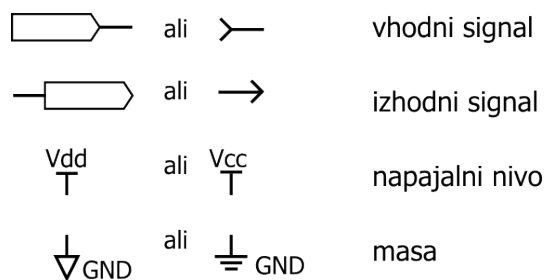 ali vhodni signal
ali izhodni signal
Vdd ali Vcc napajalni nivo
GND ali GND masa